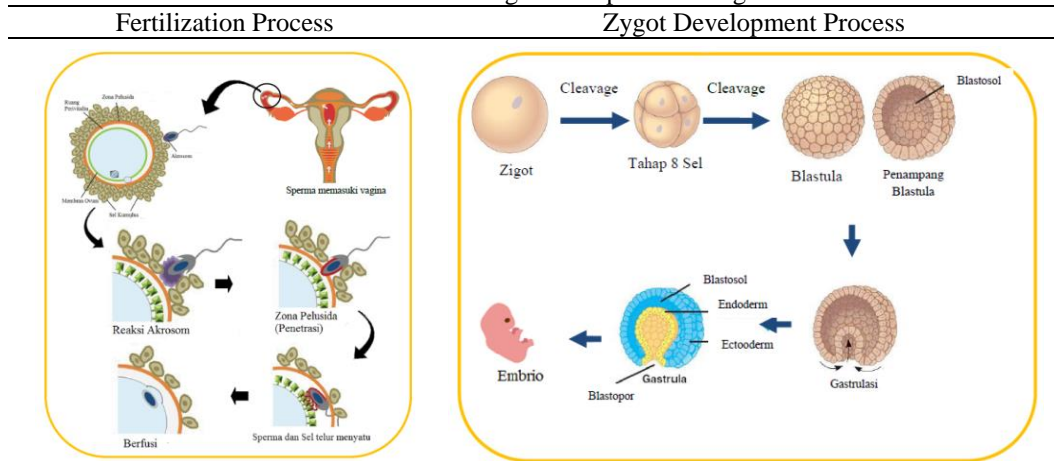 Fertilization Process
Zygot Development Process
Zona Pelusida
Ruang
Perivitelin
Akrosom
Membran Ovum
Sel Kumulus
Sperma memasuki vagina
Reaksi Akrosom
Zona Pelusida
(Penetrasi)
Berfusi
Sperma dan Sel telur menyatu
Cleavage
Cleavage
Blastosol
Zigot
Tahap 8 Sel
Blastula
Penampang
Blastula
Blastosol
Endoderm
Ectooderm
Embrio
Gastrula
Blastopor
Gastrulasi